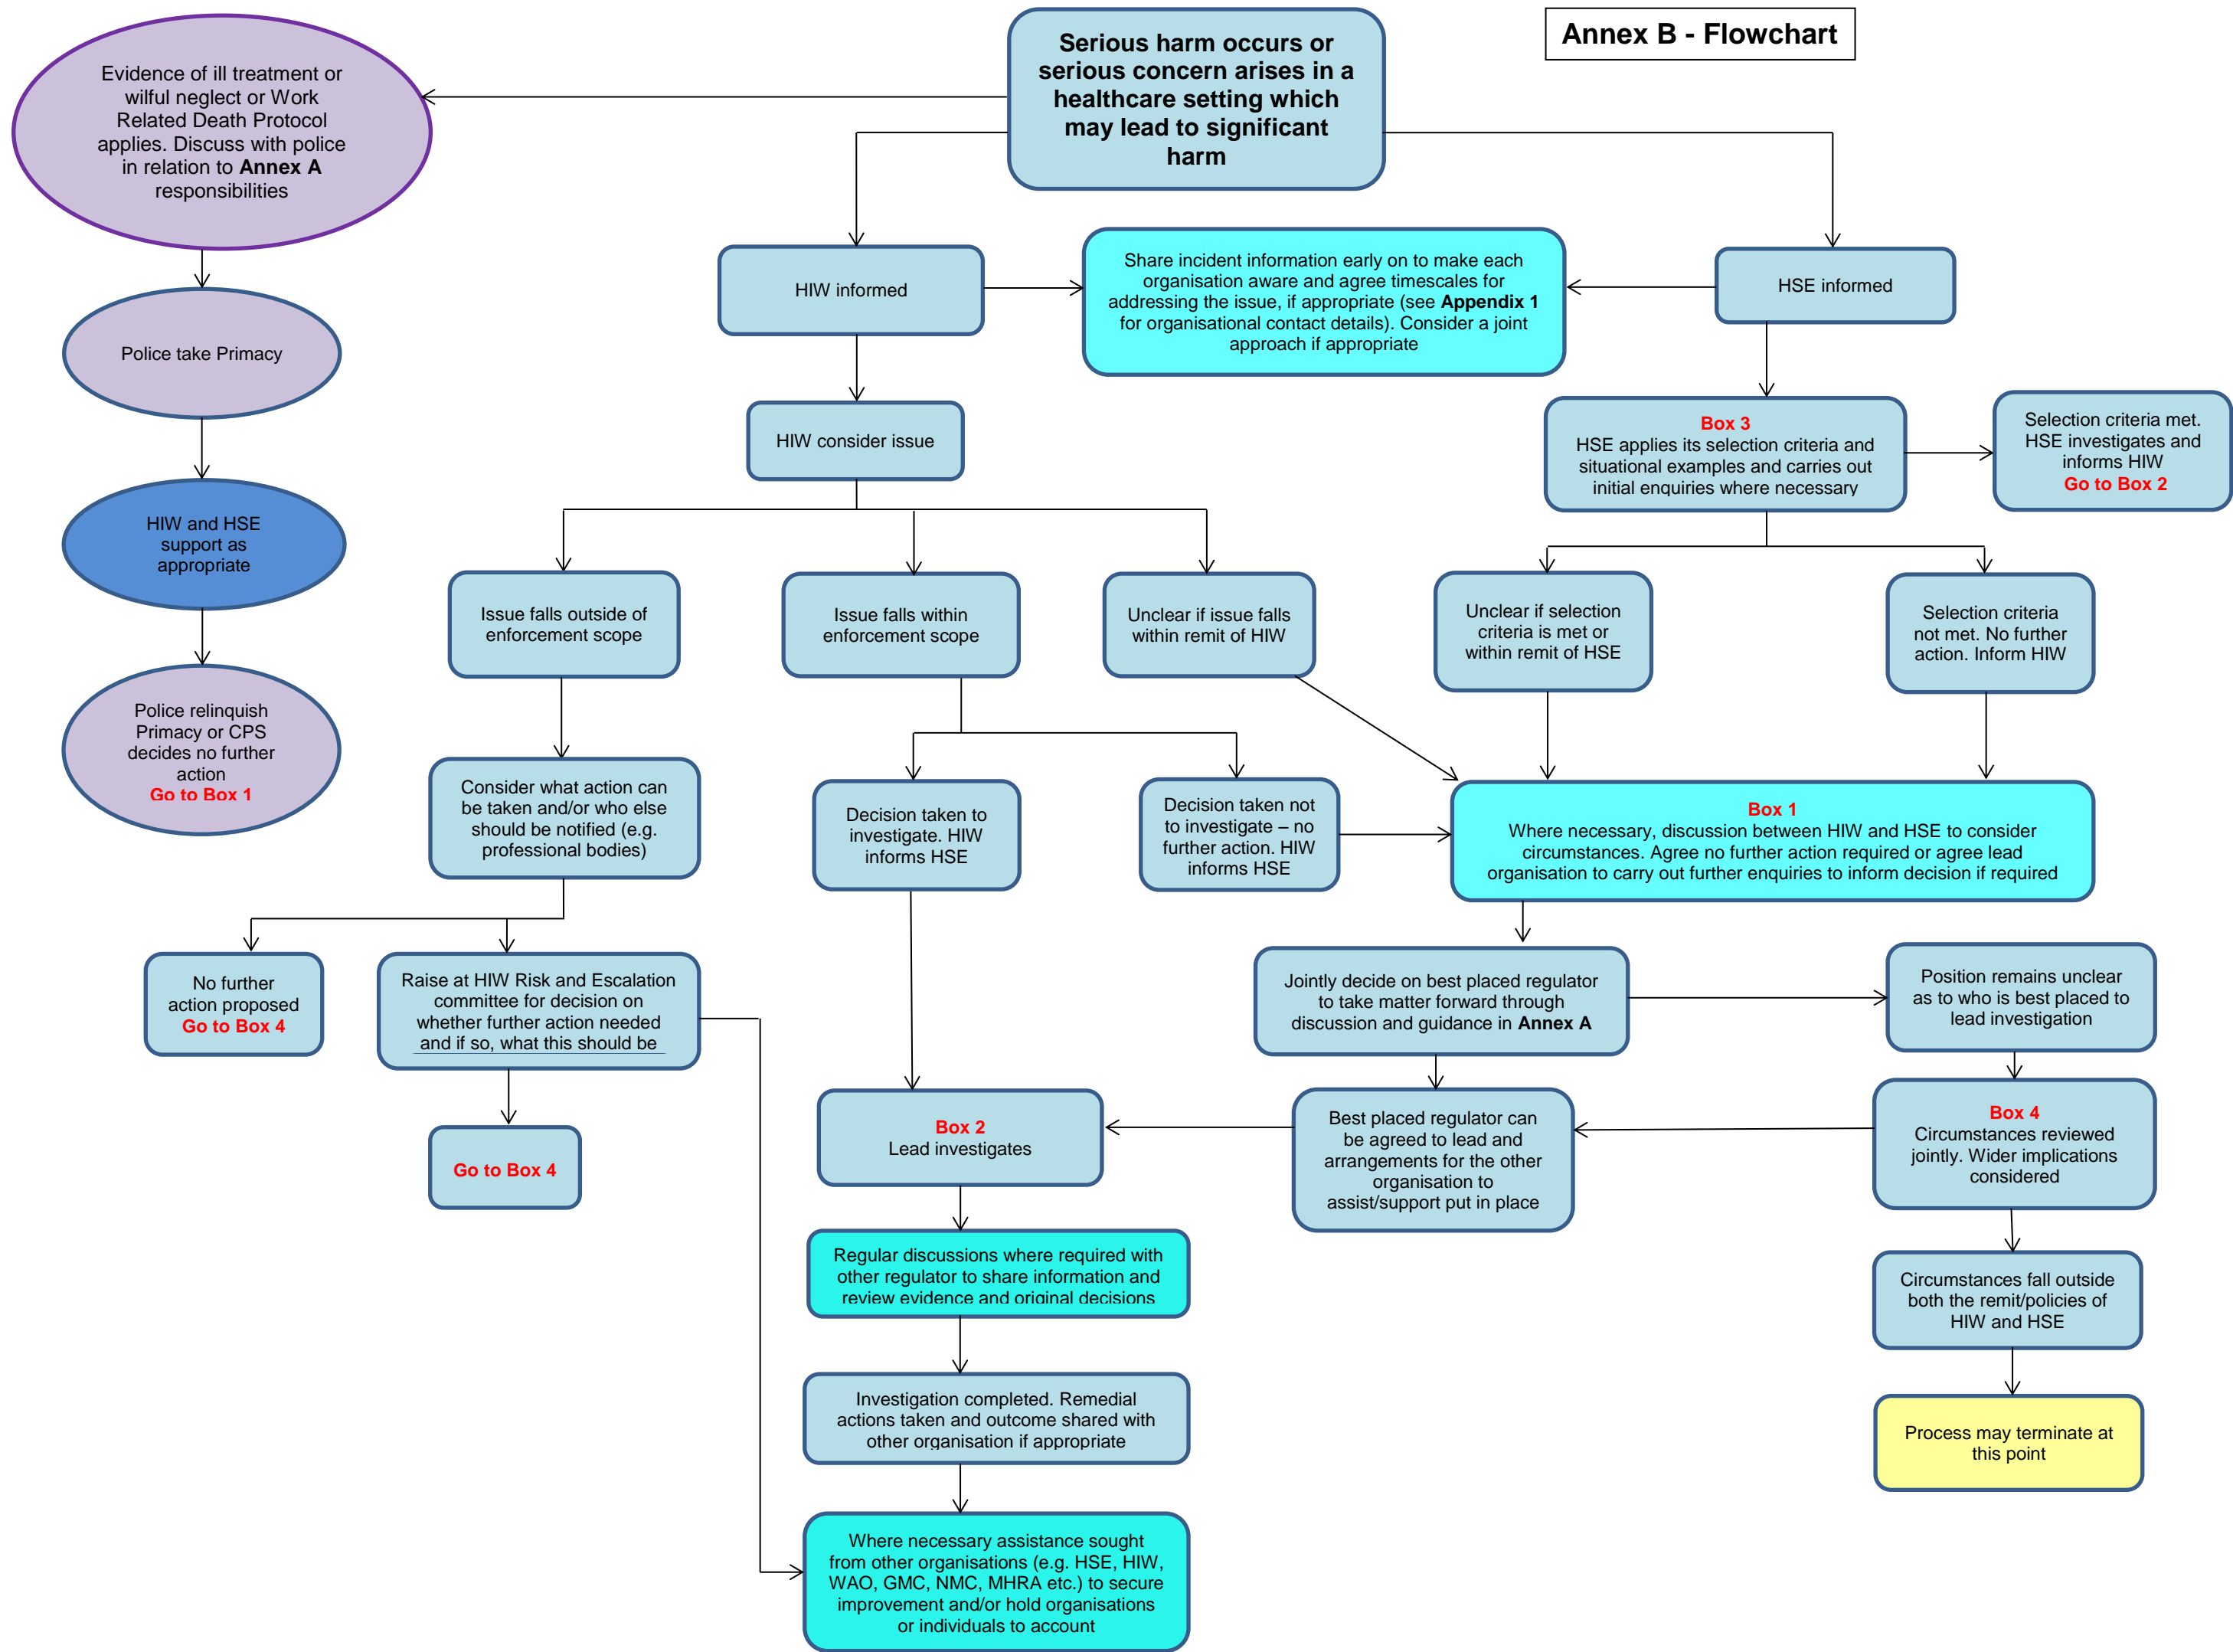 Annex B - Flowchart
Serious harm occurs or
serious concern arises in a
healthcare setting which
may lead to significant
harm
Evidence of ill treatment or
wilful neglect or Work
Related Death Protocol
applies. Discuss with police
in relation to Annex A
responsibilities
Police take Primacy
HIW and HSE
support as
appropriate
Police relinquish
Primacy or CPS
decides no further
action
Go to Box 1
HIW informed
Share incident information early on to make each
organisation aware and agree timescales for
addressing the issue, if appropriate (see Appendix 1
for organisational contact details). Consider a joint
approach if appropriate
HSE informed
HIW consider issue
Box 3
HSE applies its selection criteria and
situational examples and carries out
initial enquiries where necessary
Selection criteria met.
HSE investigates and
informs HIW
Go to Box 2
Issue falls outside of
enforcement scope
Issue falls within
enforcement scope
Unclear if issue falls
within remit of HIW
Unclear if selection
criteria is met or
within remit of HSE
Selection criteria
not met. No further
action. Inform HIW
Consider what action can
be taken and/or who else
should be notified (e.g.
professional bodies)
Decision taken to
investigate. HIW
informs HSE
Decision taken not
to investigate – no
further action. HIW
informs HSE
Box 1
Where necessary, discussion between HIW and HSE to consider
circumstances. Agree no further action required or agree lead
organisation to carry out further enquiries to inform decision if required
No further
action proposed
Go to Box 4
Raise at HIW Risk and Escalation
committee for decision on
whether further action needed
and if so, what this should be
Go to Box 4
Jointly decide on best placed regulator
to take matter forward through
discussion and guidance in Annex A
Position remains unclear
as to who is best placed to
lead investigation
Box 2
Lead investigates
Best placed regulator can
be agreed to lead and
arrangements for the other
organisation to
assist/support put in place
Box 4
Circumstances reviewed
jointly. Wider implications
considered
Regular discussions where required with
other regulator to share information and
review evidence and original decisions
Circumstances fall outside
both the remit/policies of
HIW and HSE
Investigation completed. Remedial
actions taken and outcome shared with
other organisation if appropriate
Process may terminate at
this point
Where necessary assistance sought
from other organisations (e.g. HSE, HIW,
WAO, GMC, NMC, MHRA etc.) to secure
improvement and/or hold organisations
or individuals to account